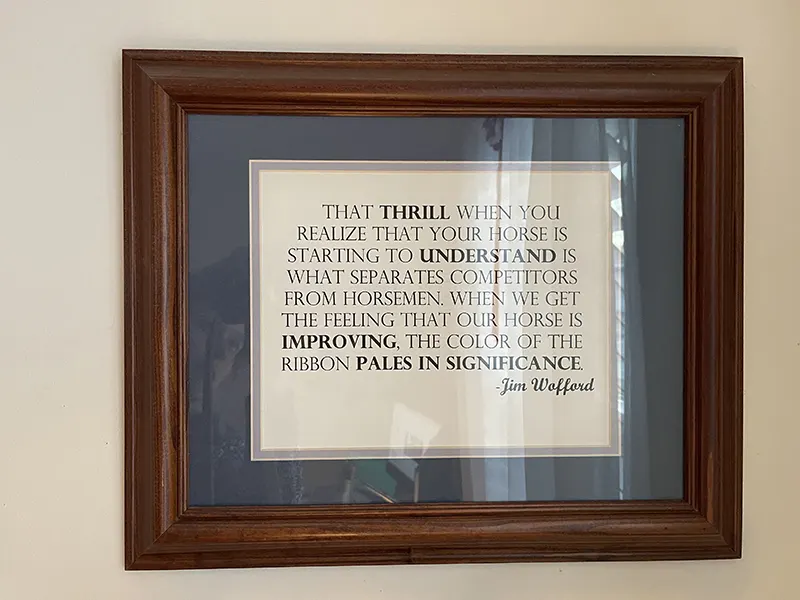 THAT THRILL WHEN YOU
REALIZE THAT YOUR HORSE IS
STARTING TO UNDERSTAND IS
WHAT SEPARATES COMPETITORS
FROM HORSEMEN. WHEN WE GET
THE FEELING THAT OUR HORSE IS
IMPROVING, THE COLOR OF THE
RIBBON PALES IN SIGNIFICANCE.
-Jim Wofford